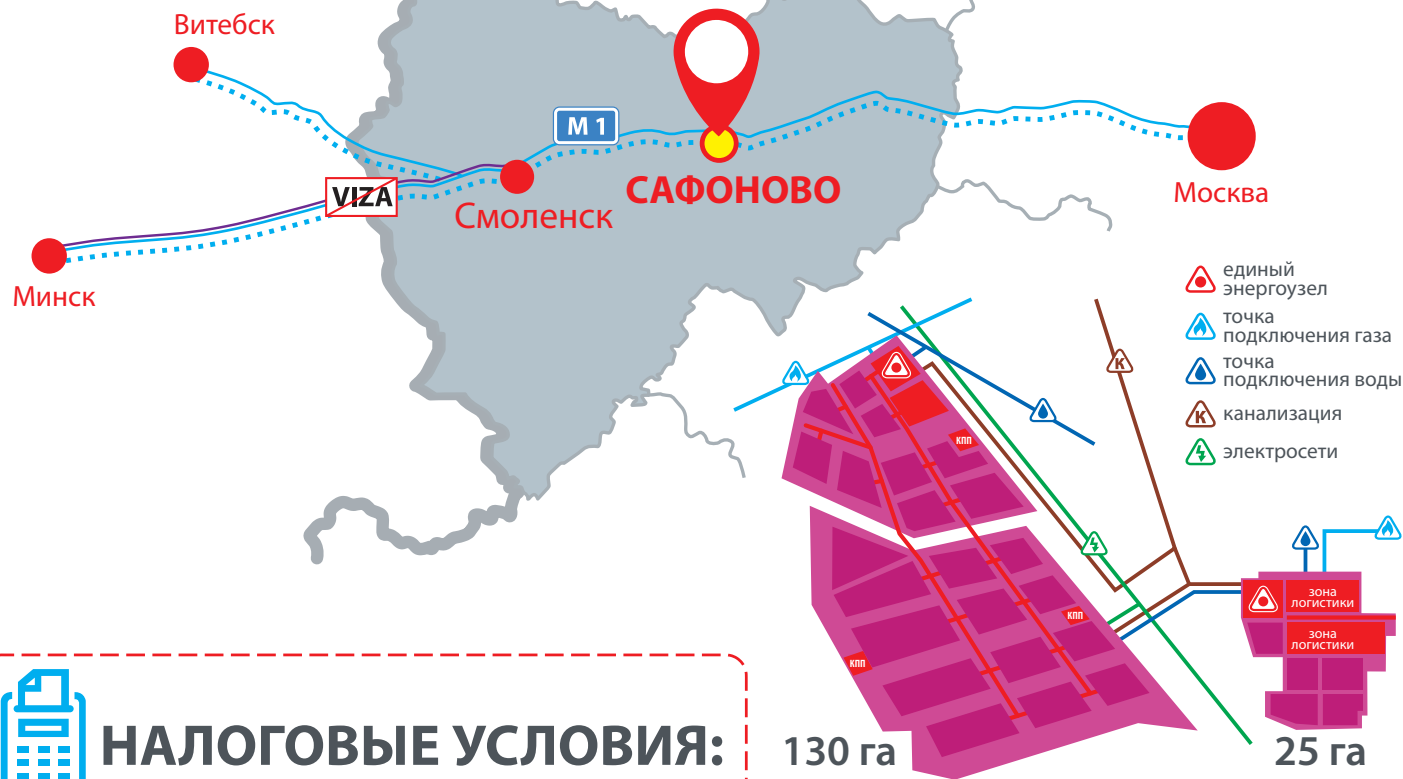 Витебск
М 1
VIZA
Смоленск
САФОНОВО
Москва
Минск
единый
энергоузел
точка
подключения газа
точка
подключения воды
К
канализация
электросети
К
КПП
КПП
КПП
зона
логистики
зона
логистики
НАЛОГОВЫЕ УСЛОВИЯ:
130 га
25 га